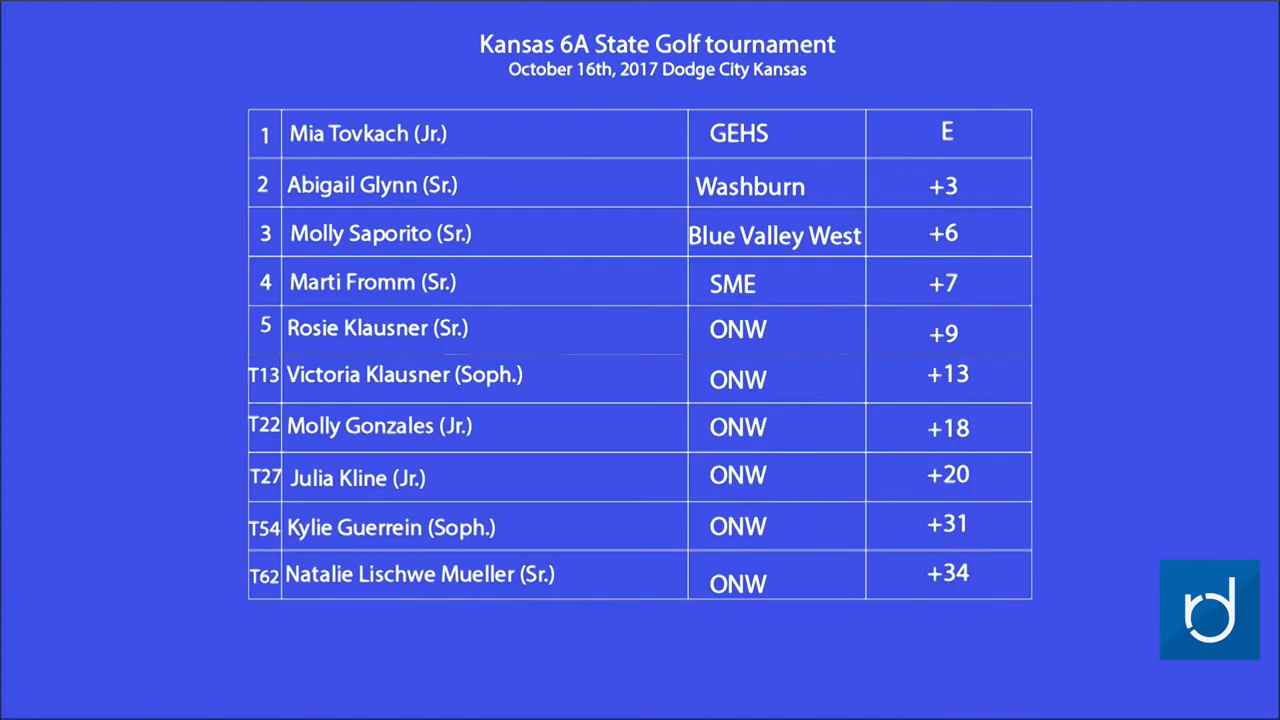 Kansas 6A State Golf tournament
October 16th, 2017 Dodge City Kansas
1 Mia Tovkach (Jr.) GEHS E
2 Abigail Glynn (Sr.) Washburn +3
3 Molly Saporito (Sr.) Blue Valley West +6
4 Marti Fromm (Sr.) SME +7
5 Rosie Klausner (Sr.) ONW +9
T13 Victoria Klausner (Soph.) ONW +13
T22 Molly Gonzales (Jr.) ONW +18
T27 Julia Kline (Jr.) ONW +20
T54 Kylie Guerrein (Soph.) ONW +31
T62 Natalie Lischwe Mueller (Sr.) ONW +34
rd